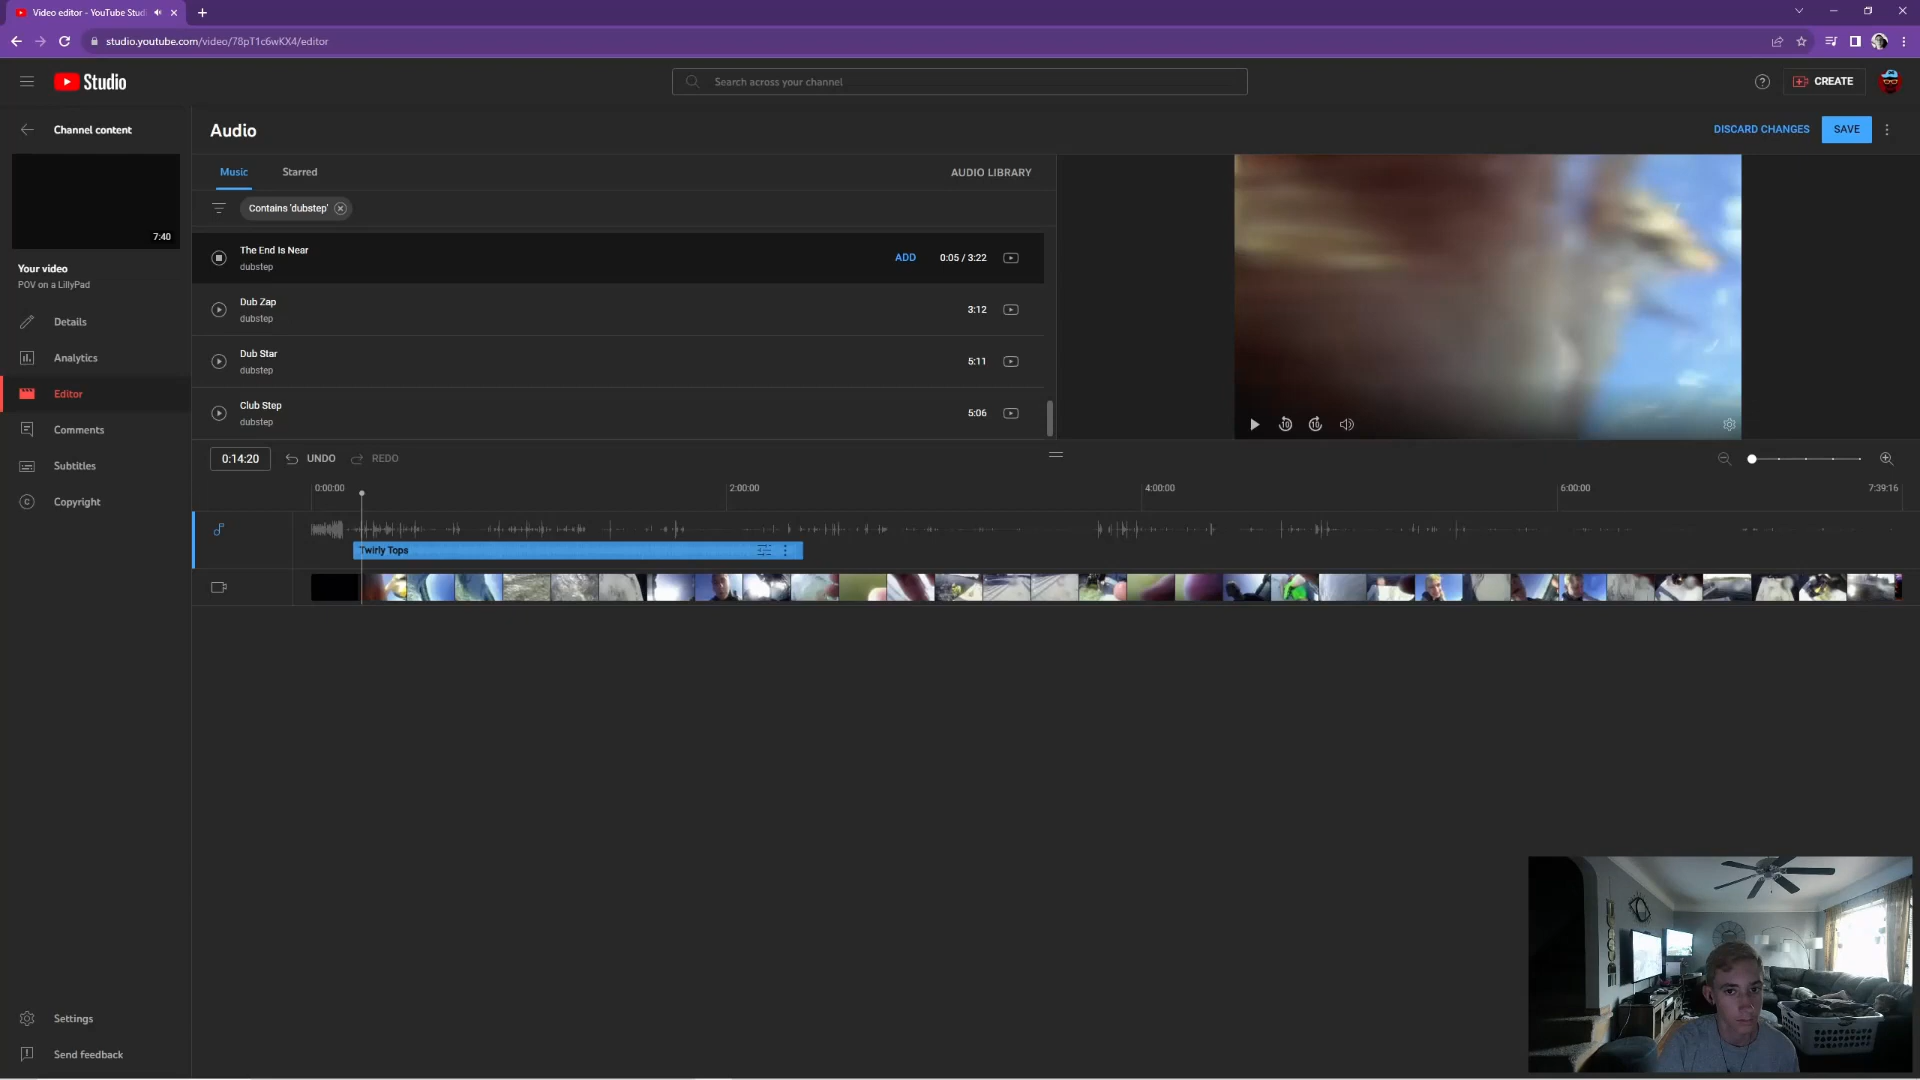 Video editor - YouTube Studi
studio.youtube.com/video/78pT1c6wKX4/editor
Studio
Search across your channel
CREATE
Channel content
Audio
DISCARD CHANGES
SAVE
Music
Starred
AUDIO LIBRARY
Contains 'dubstep'
7:40
The End Is Near
dubstep
ADD
0:05 / 3:22
Your video
POV on a LillyPad
Dub Zap
dubstep
3:12
Details
Dub Star
dubstep
5:11
Analytics
Editor
Club Step
dubstep
5:06
10
10
Comments
0:14:20
UNDO
REDO
Subtitles
0:00:00
2:00:00
4:00:00
6:00:00
7:39:16
Copyright
Twirly Tops
Settings
Send feedback